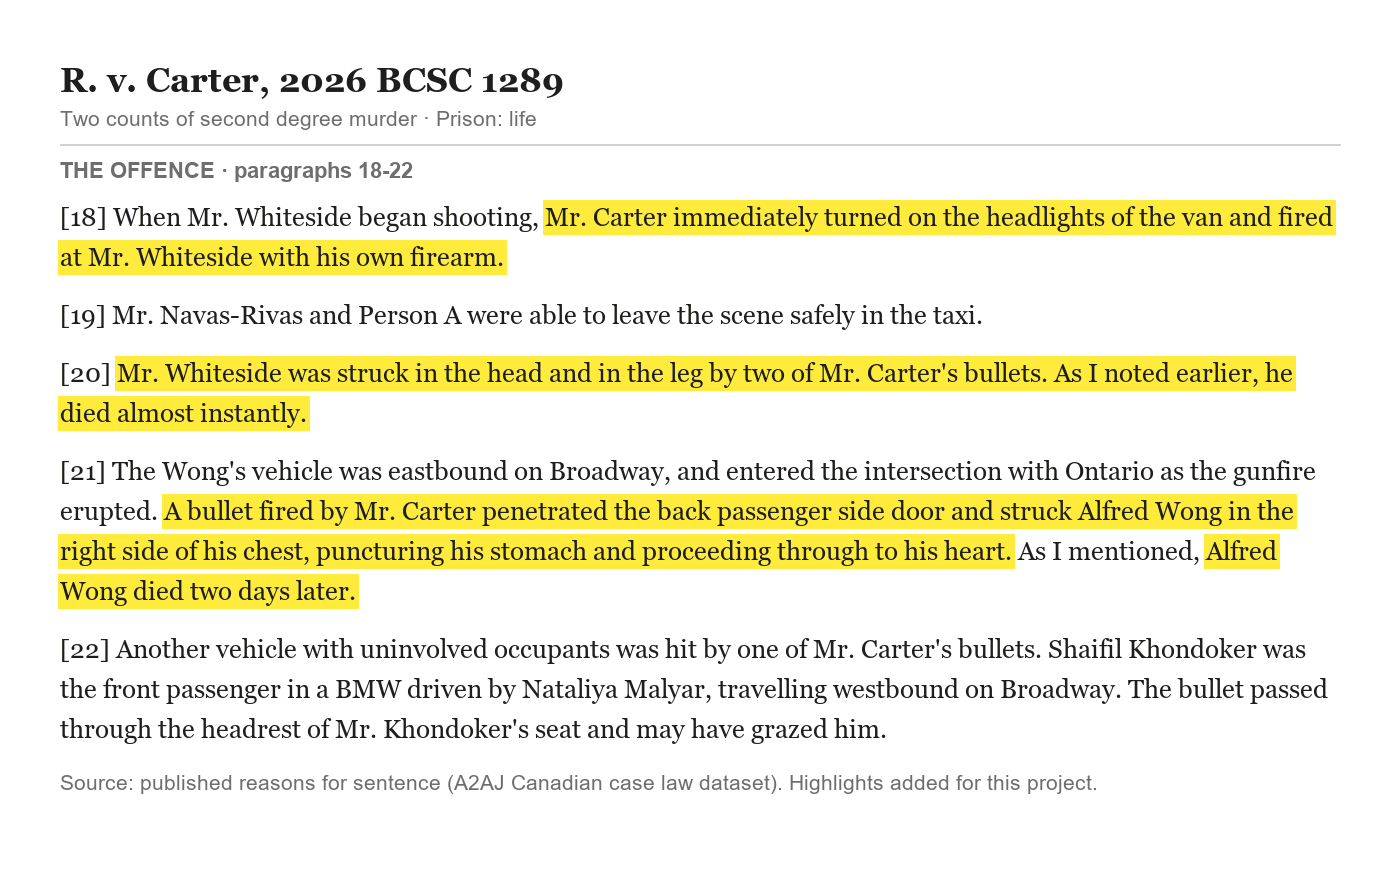 R. v. Carter, 2026 BCSC 1289
Two counts of second degree murder · Prison: life
THE OFFENCE · paragraphs 18-22
[18] When Mr. Whiteside began shooting, Mr. Carter immediately turned on the headlights of the van and fired
at Mr. Whiteside with his own firearm.
[19] Mr. Navas-Rivas and Person A were able to leave the scene safely in the taxi.
[20] Mr. Whiteside was struck in the head and in the leg by two of Mr. Carter's bullets. As I noted earlier, he
died almost instantly.
[21] The Wong's vehicle was eastbound on Broadway, and entered the intersection with Ontario as the gunfire
erupted. A bullet fired by Mr. Carter penetrated the back passenger side door and struck Alfred Wong in the
right side of his chest, puncturing his stomach and proceeding through to his heart. As I mentioned, Alfred
Wong died two days later.
[22] Another vehicle with uninvolved occupants was hit by one of Mr. Carter's bullets. Shaifil Khondoker was
the front passenger in a BMW driven by Nataliya Malyar, travelling westbound on Broadway. The bullet passed
through the headrest of Mr. Khondoker's seat and may have grazed him.
Source: published reasons for sentence (A2AJ Canadian case law dataset). Highlights added for this project.